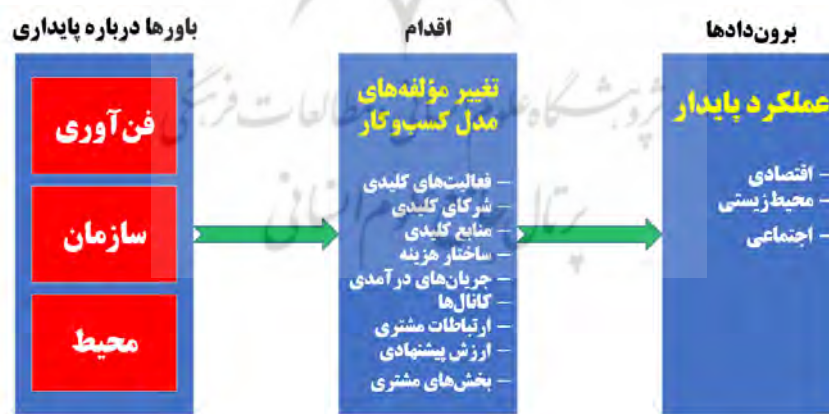 باورها درباره پایداری
فن‌آوری
سازمان
محیط
اقدام
تغییر مؤلفه‌های
مدل کسب‌وکار
– فعالیت‌های کلیدی
– شرکای کلیدی
– منابع کلیدی
– ساختار هزینه
– جریان‌های درآمدی
– کانال‌ها
– ارتباطات مشتری
– ارزش پیشنهادی
– بخش‌های مشتری
برون‌دادها
عملکرد پایدار
– اقتصادی
– محیط‌زیستی
– اجتماعی